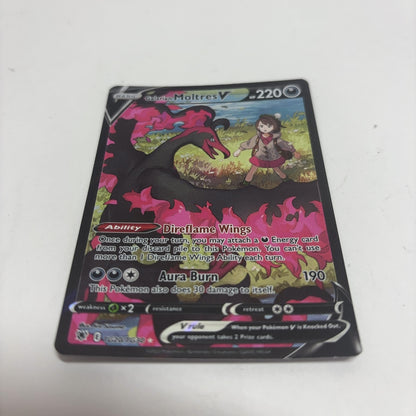 BASIC Galarian Moltres V HP 220
Ability Direflame Wings
Once during your turn, you may attach a Energy card
from your discard pile to this Pokémon. You can't use
more than 1 Direflame Wings Ability each turn.
Aura Burn 190
This Pokémon also does 30 damage to itself.
weakness ×2 resistance retreat
V rule When your Pokémon V is Knocked Out,
your opponent takes 2 Prize cards.